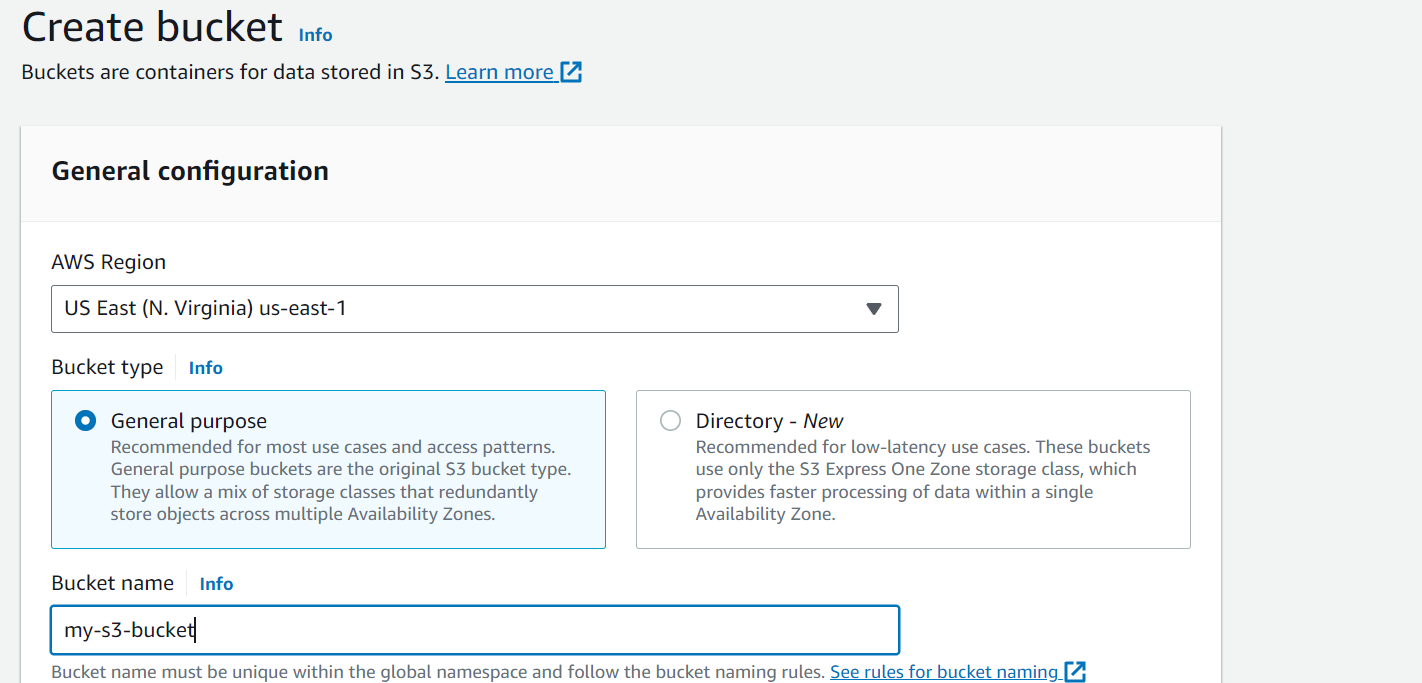 Create bucket Info
Buckets are containers for data stored in S3. Learn more
General configuration
AWS Region
US East (N. Virginia) us-east-1
Bucket type Info
General purpose
Recommended for most use cases and access patterns.
General purpose buckets are the original S3 bucket type.
They allow a mix of storage classes that redundantly
store objects across multiple Availability Zones.
Directory - New
Recommended for low-latency use cases. These buckets
use only the S3 Express One Zone storage class, which
provides faster processing of data within a single
Availability Zone.
Bucket name Info
my-s3-bucket
Bucket name must be unique within the global namespace and follow the bucket naming rules. See rules for bucket naming